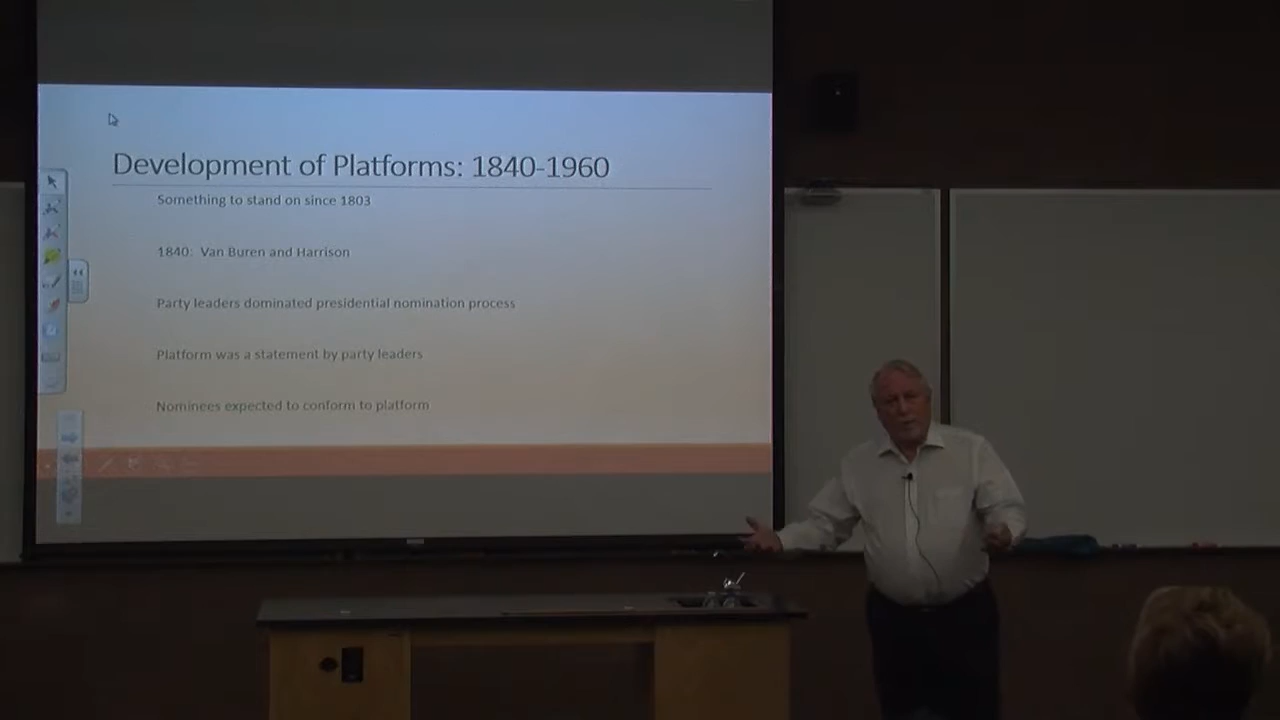 Development of Platforms: 1840-1960
Something to stand on since 1803
1840: Van Buren and Harrison
Party leaders dominated presidential nomination process
Platform was a statement by party leaders
Nominees expected to conform to platform